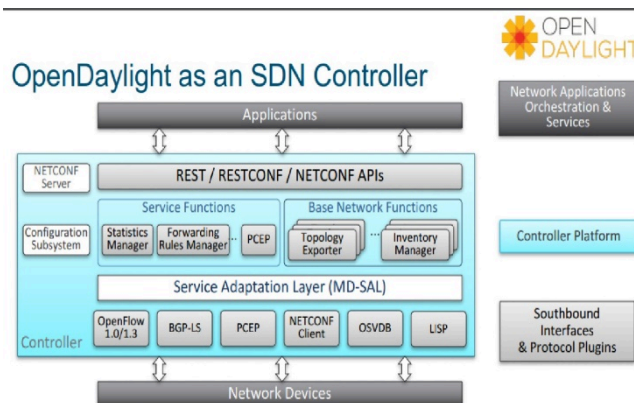 OPEN
DAYLIGHT
OpenDaylight as an SDN Controller
Applications
Network Applications
Orchestration &
Services
NETCONF
Server
REST / RESTCONF / NETCONF APIs
Service Functions
Base Network Functions
Configuration
Subsystem
Statistics
Manager
Forwarding
Rules Manager
...
PCEP
Topology
Exporter
...
Inventory
Manager
Controller Platform
Service Adaptation Layer (MD-SAL)
OpenFlow
1.0/1.3
BGP-LS
PCEP
NETCONF
Client
OSVDB
LISP
Controller
Southbound
Interfaces
& Protocol Plugins
Network Devices